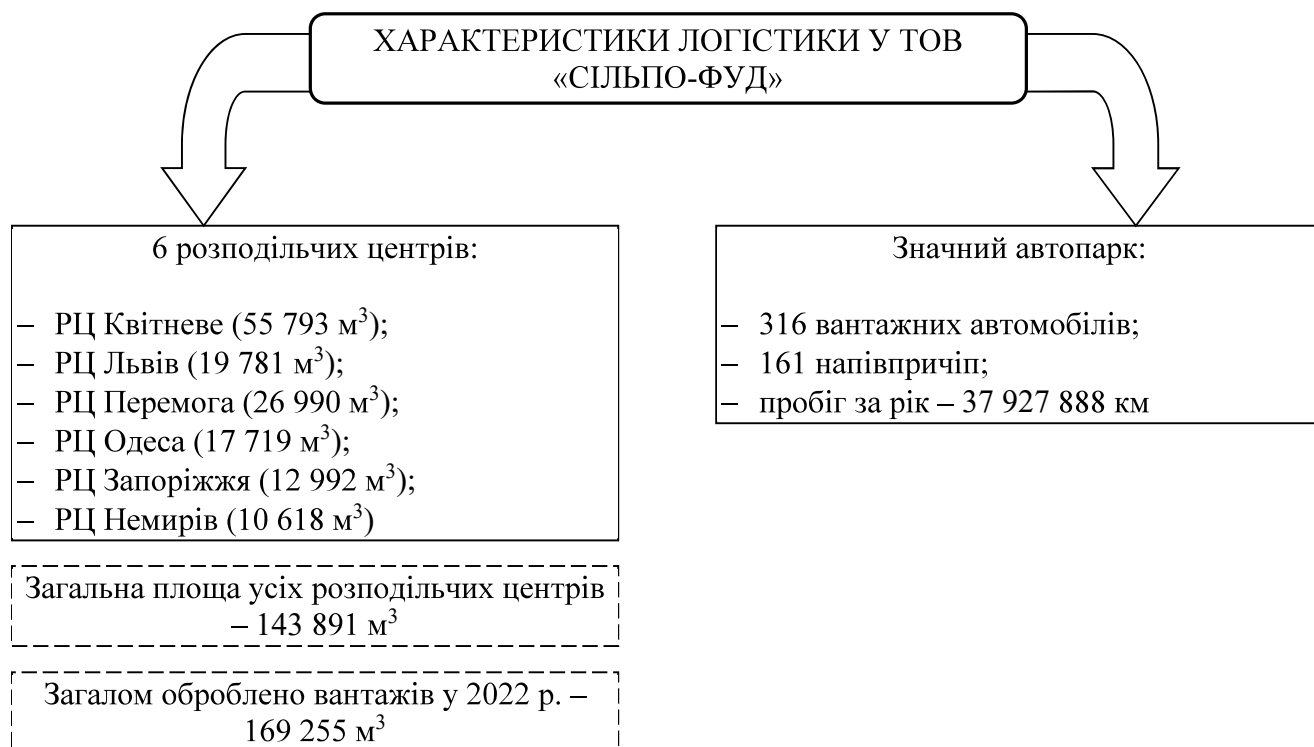 ХАРАКТЕРИСТИКИ ЛОГІСТИКИ У ТОВ
«СІЛЬПО-ФУД»
6 розподільчих центрів:
– РЦ Квітневе (55 793 м³);
– РЦ Львів (19 781 м³);
– РЦ Перемога (26 990 м³);
– РЦ Одеса (17 719 м³);
– РЦ Запоріжжя (12 992 м³);
– РЦ Немирів (10 618 м³)
Загальна площа усіх розподільчих центрів
– 143 891 м³
Загалом оброблено вантажів у 2022 р. –
169 255 м³
Значний автопарк:
– 316 вантажних автомобілів;
– 161 напівпричіп;
– пробіг за рік – 37 927 888 км